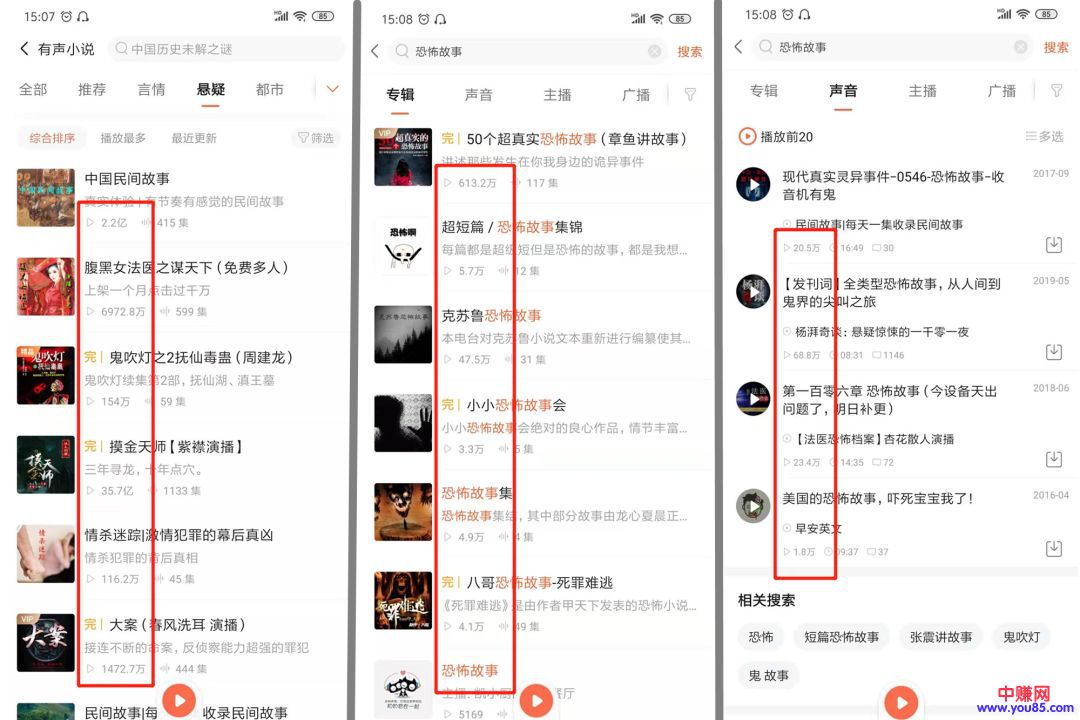 15:07
HD
85
有声小说
中国历史未解之谜
全部 推荐 言情 悬疑 都市
综合排序 播放最多 最近更新 筛选
中国民间故事
真实体验|有节奏有感觉的民间故事
2.2亿 415 集
腹黑女法医之谋天下(免费多人)
上架一个月点击过千万
6972.8万 599 集
精品
完| 鬼吹灯之2抚仙毒蛊(周建龙)
鬼吹灯续集第2部,抚仙湖、滇王墓
154万 59 集
完| 摸金天师【紫襟演播】
三年寻龙,十年点穴。
35.7亿 1133 集
情杀迷踪|激情犯罪的幕后真凶
情杀犯罪的背后真相
116.2万 45 集
VIP
大案
完| 大案(春风洗耳 演播)
接连不断的命案,反侦察能力超强的罪犯
1472.7万 444 集
民间故事|每 收录民间故事
15:08
HD
85
恐怖故事
搜索
专辑 声音 主播 广播
VIP
完| 50个超真实恐怖故事(章鱼讲故事)
讲述那些发生在你我身边的诡异事件
613.2万 117 集
恐怖啊
超短篇 / 恐怖故事集锦
每篇都是超级短但是恐怖的故事,都是我想...
5.7万 12 集
克苏鲁恐怖故事
克苏鲁恐怖故事
本电台对克苏鲁小说文本重新进行编纂使其...
47.5万 31 集
完| 小小恐怖故事会
小小恐怖故事会绝对的良心作品,情节丰富...
3.3万 5 集
恐怖故事集
恐怖故事集结,其中部分故事由龙心夏晨正...
4.9万 4 集
完| 八哥恐怖故事-死罪难逃
《死罪难逃》是由作者甲天下发表的恐怖小说...
4.1万 49 集
恐怖故事
5169
15:08
HD
85
恐怖故事
搜索
专辑 声音 主播 广播
播放前20
多选
现代真实灵异事件-0546-恐怖故事-收音机有鬼
2017-09
民间故事|每天一集收录民间故事
20.5万 16:49 30
【发刊词】全类型恐怖故事,从人间到
鬼界的尖叫之旅
2019-05
杨湃奇谈:悬疑惊悚的一千零一夜
68.8万 08:31 1146
第一百零六章 恐怖故事(今设备天出
问题了,明日补更)
2018-06
【法医恐怖档案】杏花散人演播
23.4万 14:35 72
美国的恐怖故事,吓死宝宝我了!
2016-04
早安英文
1.8万 09:37 37
相关搜索
恐怖 短篇恐怖故事 张震讲故事 鬼吹灯
鬼 故事
中赚网
www.you85.com